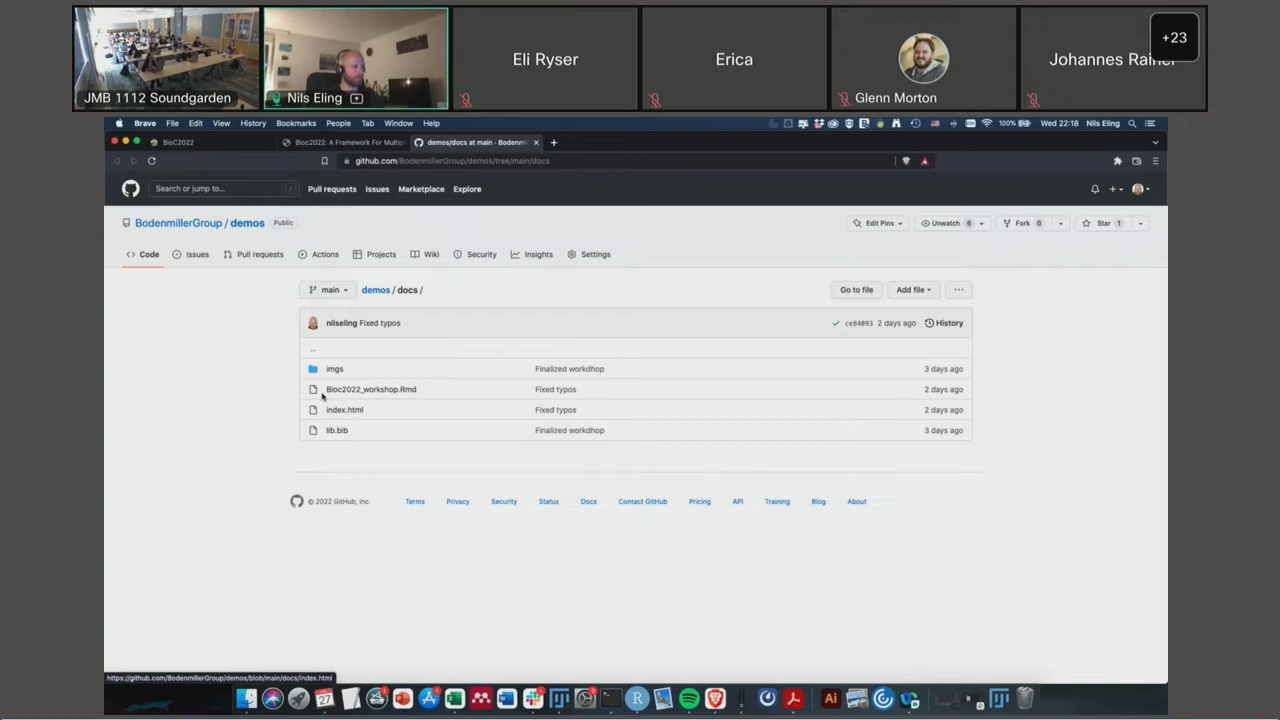 JMB 1112 Soundgarden
Nils Eling
Eli Ryser
Erica
Glenn Morton
Johannes Rainer
+23
Brave File Edit View History Bookmarks People Tab Window Help
100% Wed 22:18 Nils Eling
BioC2022
Bioc2022: A Framework For Multip
demos/docs at main · Bodenmill
github.com/BodenmillerGroup/demos/tree/main/docs
Search or jump to... /
Pull requests Issues Marketplace Explore
BodenmillerGroup / demos Public
Edit Pins Unwatch 6 Fork 0 Star 1
Code Issues Pull requests Actions Projects Wiki Security Insights Settings
main demos / docs / Go to file Add file ...
nilseling Fixed typos ce84093 2 days ago History
..
imgs Finalized workdhop 3 days ago
Bioc2022_workshop.Rmd Fixed typos 2 days ago
index.html Fixed typos 2 days ago
lib.bib Finalized workdhop 3 days ago
© 2022 GitHub, Inc. Terms Privacy Security Status Docs Contact GitHub Pricing API Training Blog About
https://github.com/BodenmillerGroup/demos/blob/main/docs/index.html
27
Ai